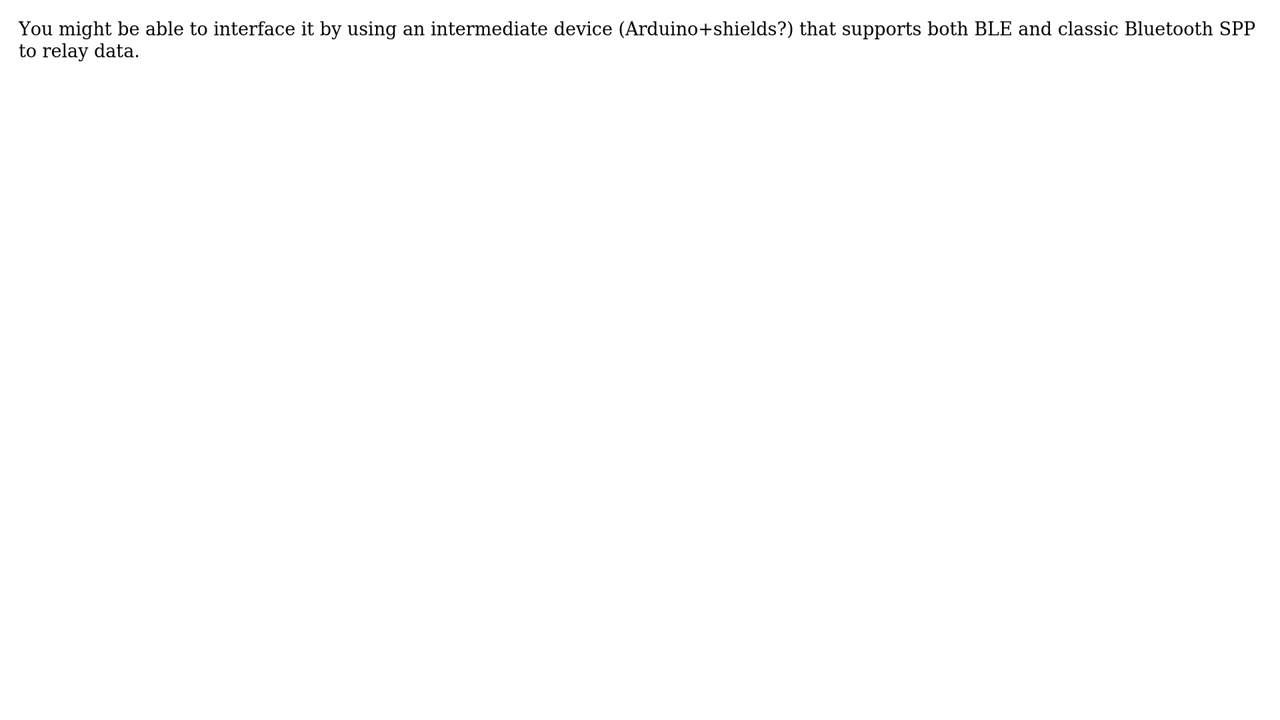 You might be able to interface it by using an intermediate device (Arduino+shields?) that supports both BLE and classic Bluetooth SPP
to relay data.